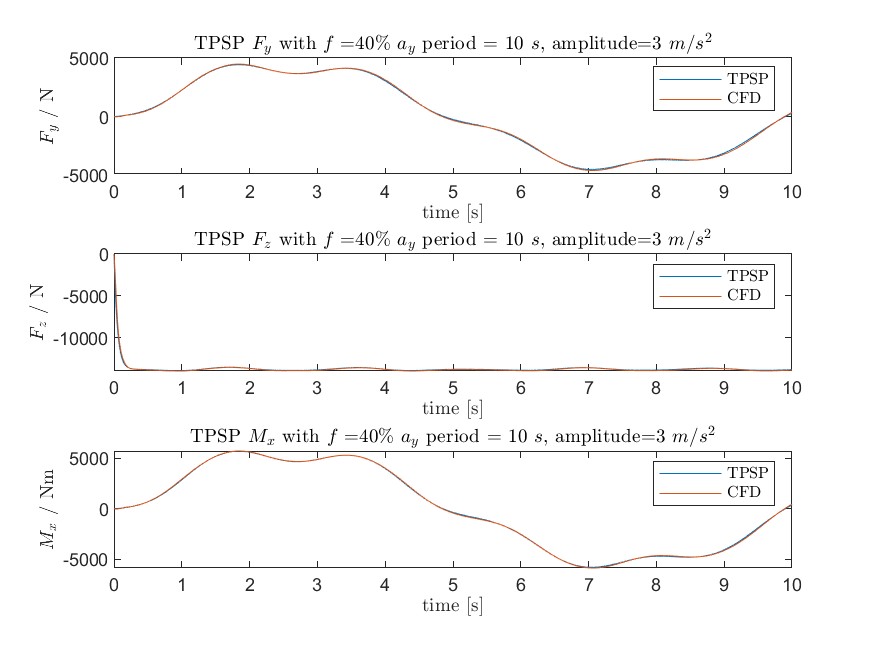 TPSP F_y with f =40% a_y period = 10 s, amplitude=3 m/s²
5000
0
-5000
F_y / N
TPSP
CFD
0 1 2 3 4 5 6 7 8 9 10
time [s]
TPSP F_z with f =40% a_y period = 10 s, amplitude=3 m/s²
0
-5000
-10000
F_z / N
TPSP
CFD
0 1 2 3 4 5 6 7 8 9 10
time [s]
TPSP M_x with f =40% a_y period = 10 s, amplitude=3 m/s²
5000
0
-5000
M_x / Nm
TPSP
CFD
0 1 2 3 4 5 6 7 8 9 10
time [s]